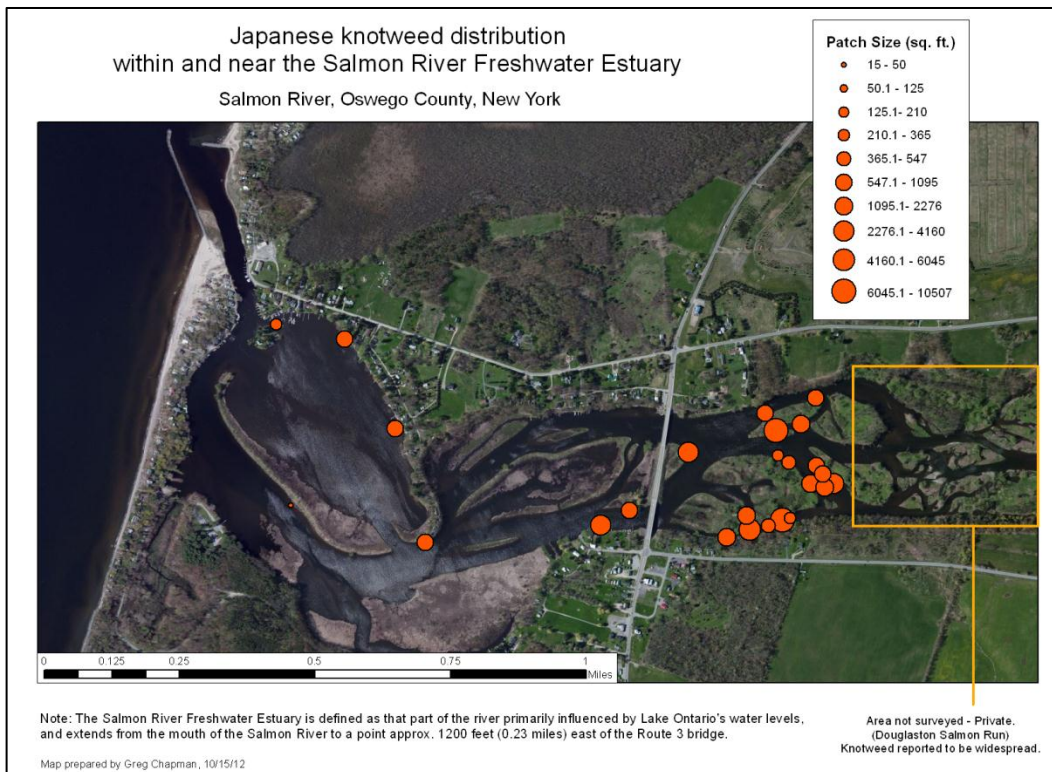 Japanese knotweed distribution
within and near the Salmon River Freshwater Estuary
Salmon River, Oswego County, New York
Patch Size (sq. ft.)
15 - 50
50.1 - 125
125.1- 210
210.1 - 365
365.1- 547
547.1 - 1095
1095.1- 2276
2276.1 - 4160
4160.1 - 6045
6045.1 - 10507
0 0.125 0.25 0.5 0.75 1
Miles
Note: The Salmon River Freshwater Estuary is defined as that part of the river primarily influenced by Lake Ontario's water levels,
and extends from the mouth of the Salmon River to a point approx. 1200 feet (0.23 miles) east of the Route 3 bridge.
Area not surveyed - Private.
(Douglaston Salmon Run)
Knotweed reported to be widespread.
Map prepared by Greg Chapman, 10/15/12